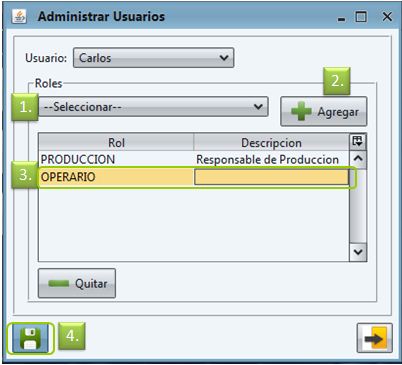 Administrar Usuarios
Usuario: Carlos
Roles
2.
1. --Seleccionar-- Agregar
Rol Descripcion
PRODUCCION Responsable de Produccion
3. OPERARIO
Quitar
4.